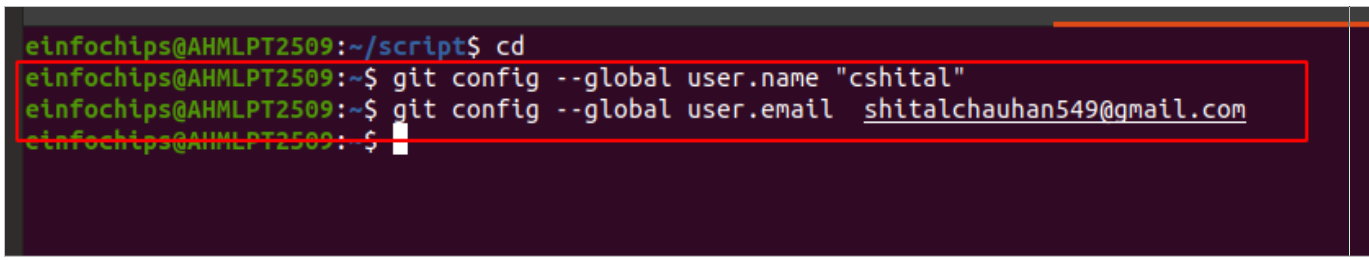 einfochips@AHMLPT2509:~/script$ cd
einfochips@AHMLPT2509:~$ git config --global user.name "cshital"
einfochips@AHMLPT2509:~$ git config --global user.email  shitalchauhan549@gmail.com
einfochips@AHMLPT2509:~$